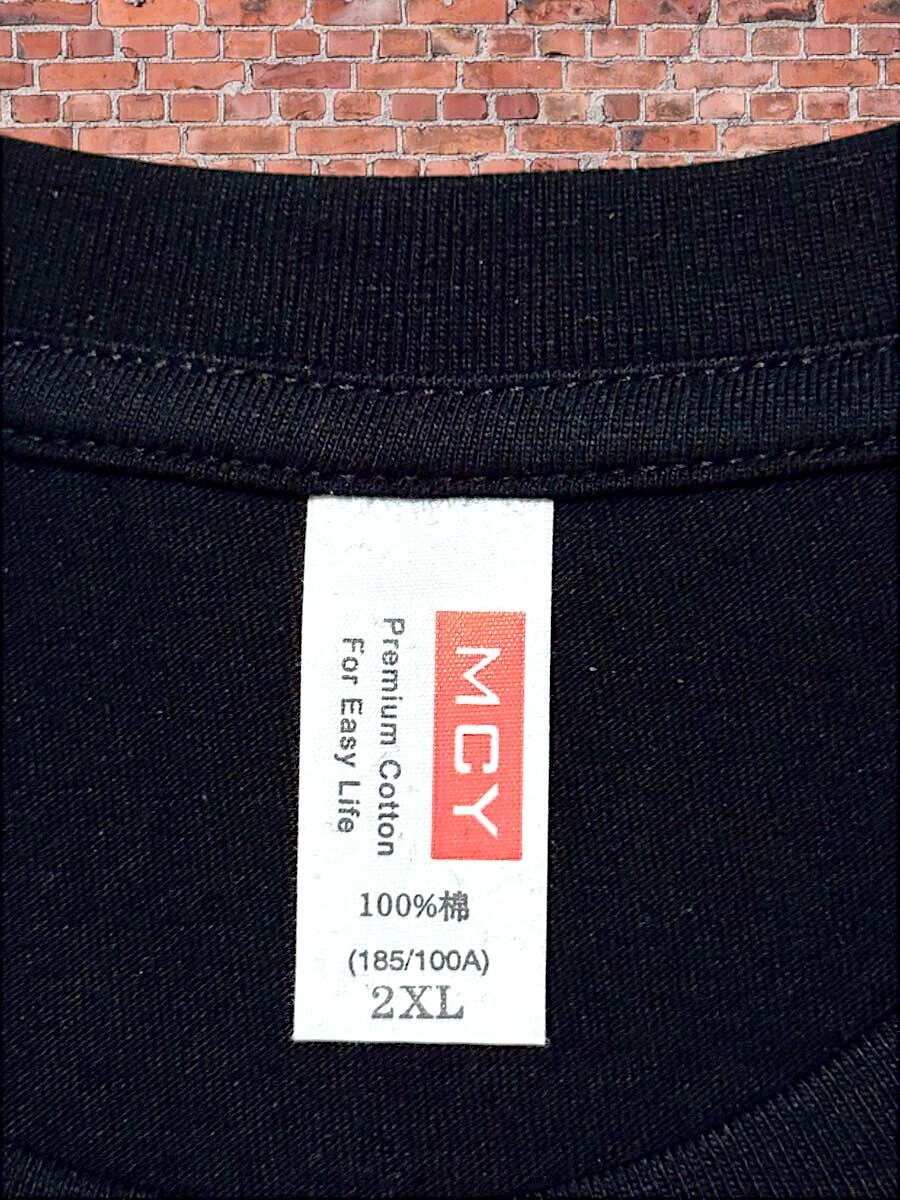 MCY
Premium Cotton
For Easy Life
100%棉
(185/100A)
2XL